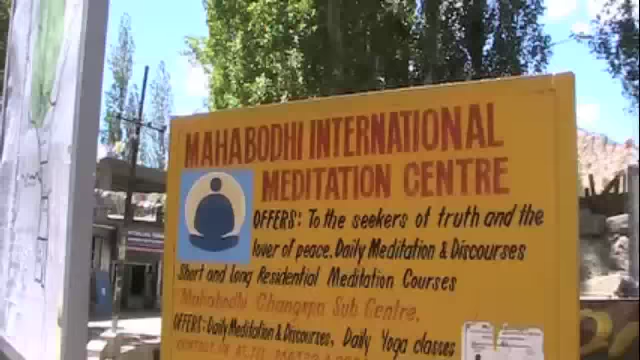 MAHABODHI INTERNATIONAL
MEDITATION CENTRE
OFFERS: To the seekers of truth and the
lover of peace. Daily Meditation & Discourses
Short and Long Residential Meditation Courses
Mahabodhi Changspa Sub Centre.
OFFERS: Daily Meditation & Discourses, Daily Yoga classes